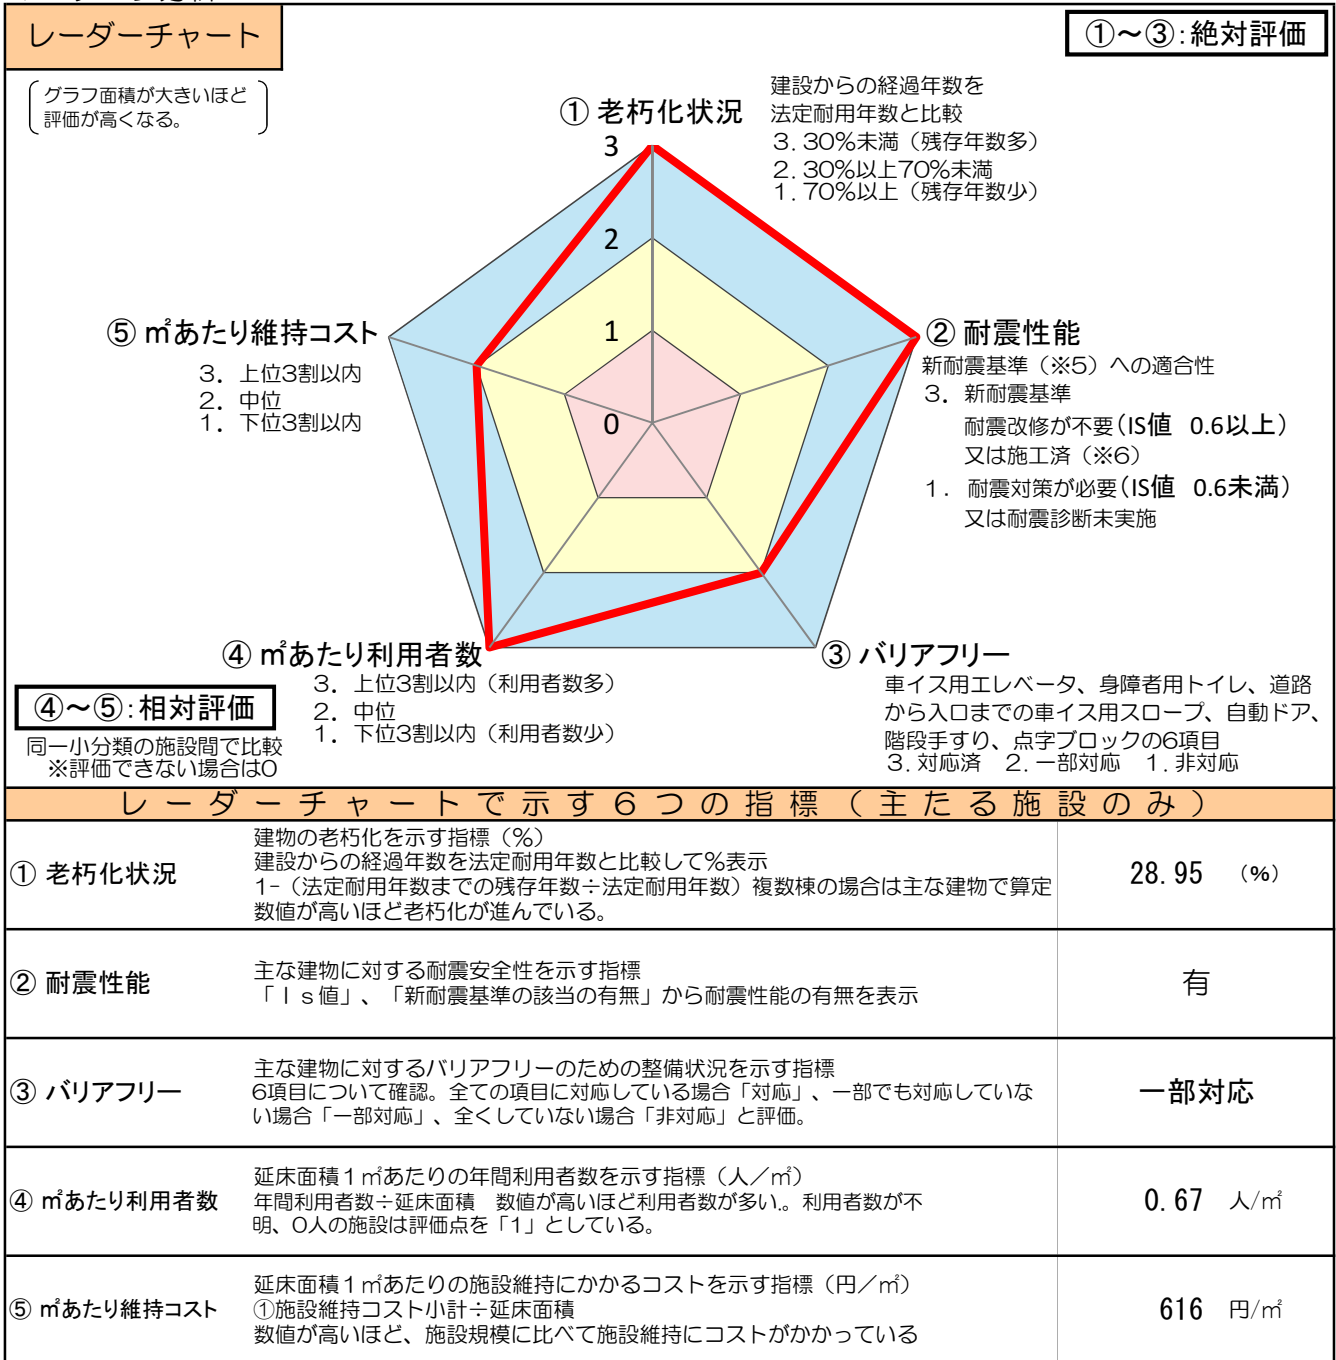 レーダーチャート
①～③:絶対評価
グラフ面積が大きいほど
評価が高くなる。
① 老朽化状況
建設からの経過年数を
法定耐用年数と比較
3.30％未満（残存年数多）
2.30％以上70％未満
1.70％以上（残存年数少）
3
2
1
0
⑤ ㎡あたり維持コスト
3. 上位3割以内
2. 中位
1. 下位3割以内
② 耐震性能
新耐震基準（※5）への適合性
3. 新耐震基準
耐震改修が不要(IS値 0.6以上)
又は施工済（※6）
1. 耐震対策が必要(IS値 0.6未満)
又は耐震診断未実施
④ ㎡あたり利用者数
3. 上位3割以内（利用者数多）
2. 中位
1. 下位3割以内（利用者数少）
③ バリアフリー
車イス用エレベータ、身障者用トイレ、道路
から入口までの車イス用スロープ、自動ドア、
階段手すり、点字ブロックの6項目
3.対応済 2.一部対応 1.非対応
④～⑤:相対評価
同一小分類の施設間で比較
※評価できない場合は0
レーダーチャートで示す６つの指標（主たる施設のみ）
① 老朽化状況
建物の老朽化を示す指標（％）
建設からの経過年数を法定耐用年数と比較して％表示
1-（法定耐用年数までの残存年数÷法定耐用年数）複数棟の場合は主な建物で算定
数値が高いほど老朽化が進んでいる。
28.95 （%）
② 耐震性能
主な建物に対する耐震安全性を示す指標
「Ｉｓ値」、「新耐震基準の該当の有無」から耐震性能の有無を表示
有
③ バリアフリー
主な建物に対するバリアフリーのための整備状況を示す指標
6項目について確認。全ての項目に対応している場合「対応」、一部でも対応していな
い場合「一部対応」、全くしていない場合「非対応」と評価。
一部対応
④ ㎡あたり利用者数
延床面積１㎡あたりの年間利用者数を示す指標（人／㎡）
年間利用者数÷延床面積 数値が高いほど利用者数が多い。利用者数が不
明、0人の施設は評価点を「1」としている。
0.67 人/㎡
⑤ ㎡あたり維持コスト
延床面積１㎡あたりの施設維持にかかるコストを示す指標（円／㎡）
①施設維持コスト小計÷延床面積
数値が高いほど、施設規模に比べて施設維持にコストがかかっている
616 円/㎡